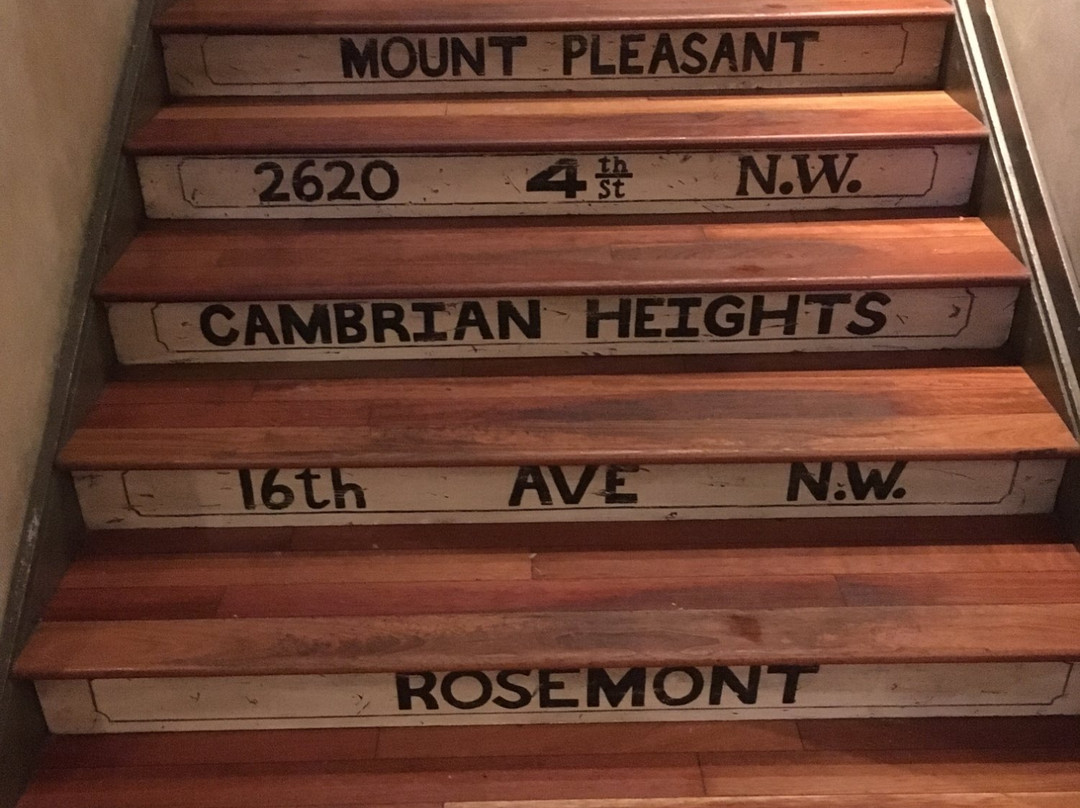 MOUNT PLEASANT
2620 4th St N.W.
CAMBRIAN HEIGHTS
16th AVE N.W.
ROSEMONT